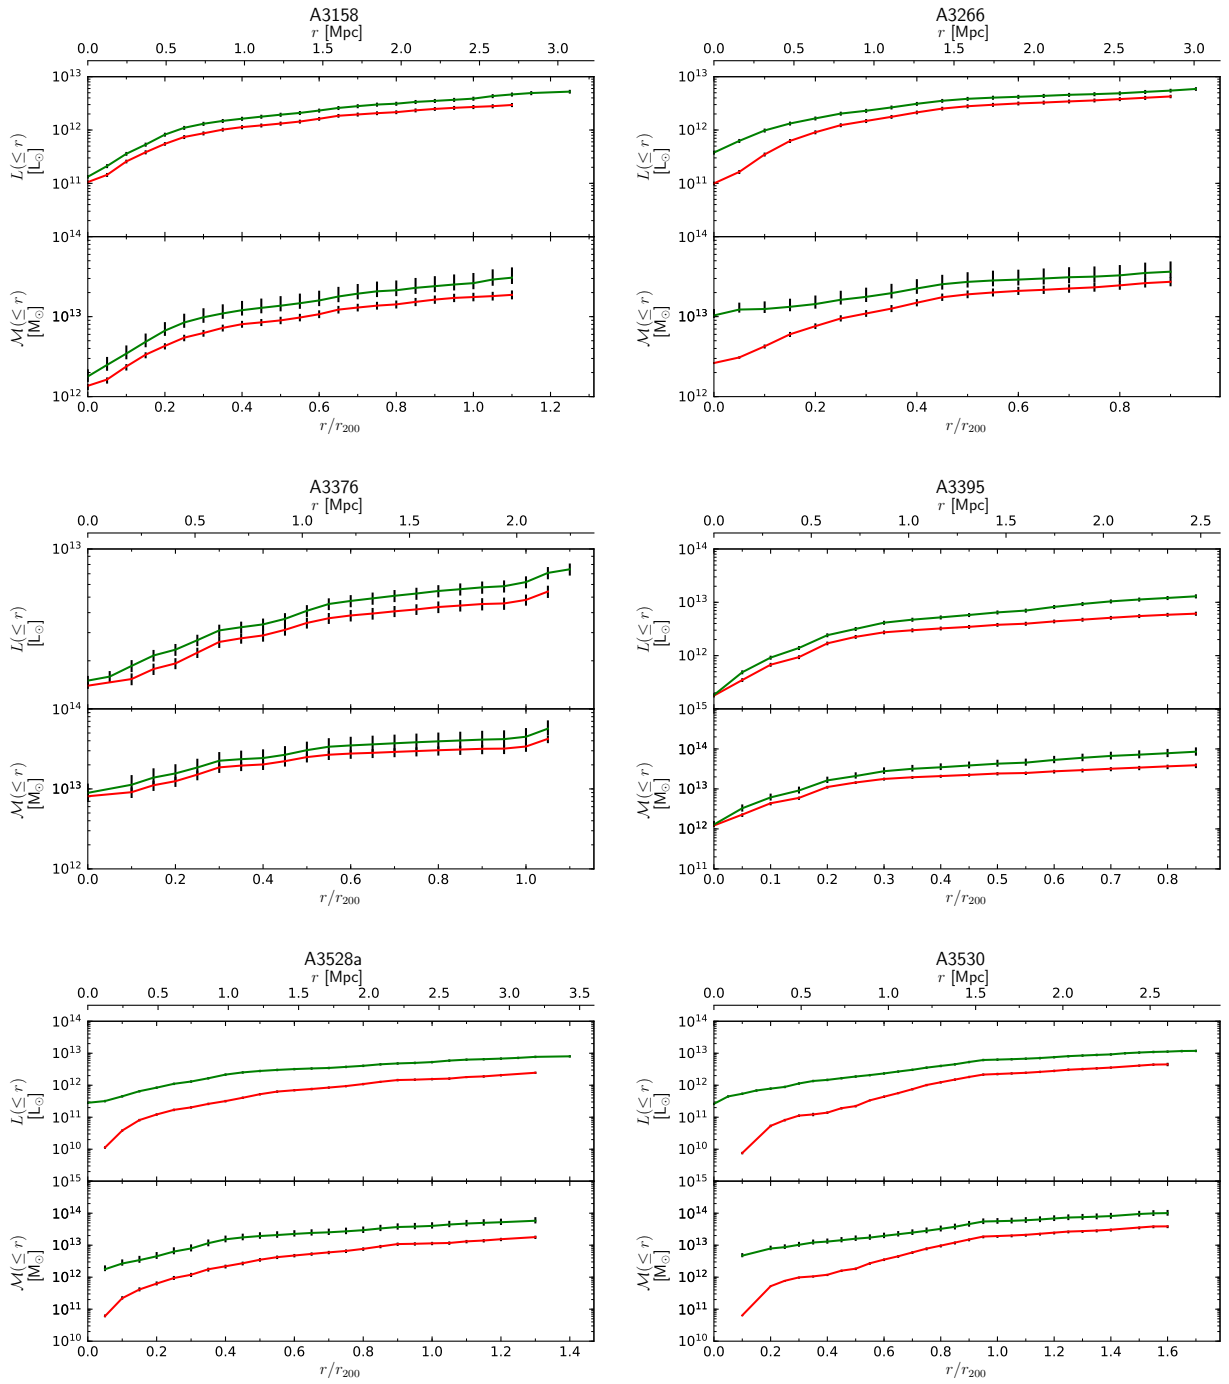 A3158
r [Mpc]
0.0 0.5 1.0 1.5 2.0 2.5 3.0
10^13
10^12
10^11
10^14
L(≤ r)
[L⊙]
10^13
10^12
M(≤ r)
[M⊙]
0.0 0.2 0.4 0.6 0.8 1.0 1.2
r/r_200
A3266
r [Mpc]
0.0 0.5 1.0 1.5 2.0 2.5 3.0
10^13
10^12
10^11
10^14
L(≤ r)
[L⊙]
10^13
10^12
M(≤ r)
[M⊙]
0.0 0.2 0.4 0.6 0.8
r/r_200
A3376
r [Mpc]
0.0 0.5 1.0 1.5 2.0
10^13
10^14
L(≤ r)
[L⊙]
10^13
10^12
M(≤ r)
[M⊙]
0.0 0.2 0.4 0.6 0.8 1.0
r/r_200
A3395
r [Mpc]
0.0 0.5 1.0 1.5 2.0 2.5
10^14
10^13
10^12
10^15
L(≤ r)
[L⊙]
10^14
10^13
10^12
10^11
M(≤ r)
[M⊙]
0.0 0.1 0.2 0.3 0.4 0.5 0.6 0.7 0.8
r/r_200
A3528a
r [Mpc]
0.0 0.5 1.0 1.5 2.0 2.5 3.0 3.5
10^14
10^13
10^12
10^11
10^10
10^15
L(≤ r)
[L⊙]
10^14
10^13
10^12
10^11
10^10
M(≤ r)
[M⊙]
0.0 0.2 0.4 0.6 0.8 1.0 1.2 1.4
r/r_200
A3530
r [Mpc]
0.0 0.5 1.0 1.5 2.0 2.5
10^14
10^13
10^12
10^11
10^10
10^15
L(≤ r)
[L⊙]
10^14
10^13
10^12
10^11
10^10
M(≤ r)
[M⊙]
0.0 0.2 0.4 0.6 0.8 1.0 1.2 1.4 1.6
r/r_200